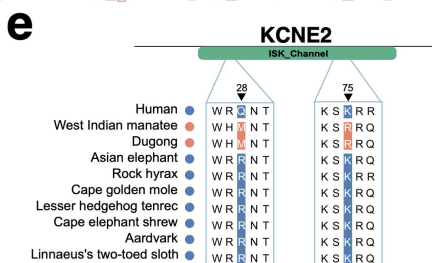 e
KCNE2
ISK_Channel
28 75
Human W R Q N T K S K R R
West Indian manatee W H M N T K S R R Q
Dugong W H M N T K S R R Q
Asian elephant W R R N T K S K R Q
Rock hyrax W R R N T K S K R R
Cape golden mole W R R N T K S K R Q
Lesser hedgehog tenrec W R R N T K S K R Q
Cape elephant shrew W R R N T K S K R Q
Aardvark W R R N T K S K R Q
Linnaeus's two-toed sloth W R R N T K S K R Q